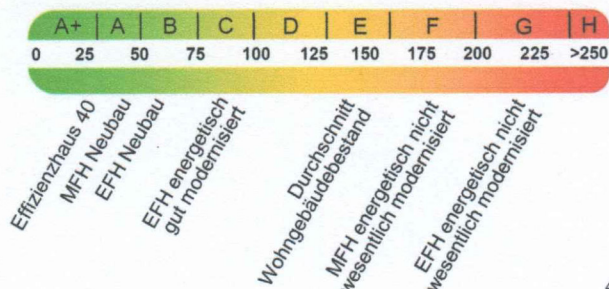 A+ A B C D E F G H
0 25 50 75 100 125 150 175 200 225 >250
Effizienzhaus 40
MFH Neubau
EFH Neubau
EFH energetisch
gut modernisiert
Durchschnitt
Wohngebäudebestand
MFH energetisch nicht
wesentlich modernisiert
EFH energetisch nicht
wesentlich modernisiert